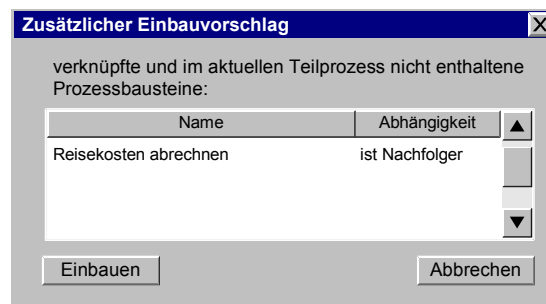 Zusätzlicher Einbauvorschlag
verknüpfte und im aktuellen Teilprozess nicht enthaltene
Prozessbausteine:
Name Abhängigkeit
Reisekosten abrechnen ist Nachfolger
Einbauen Abbrechen